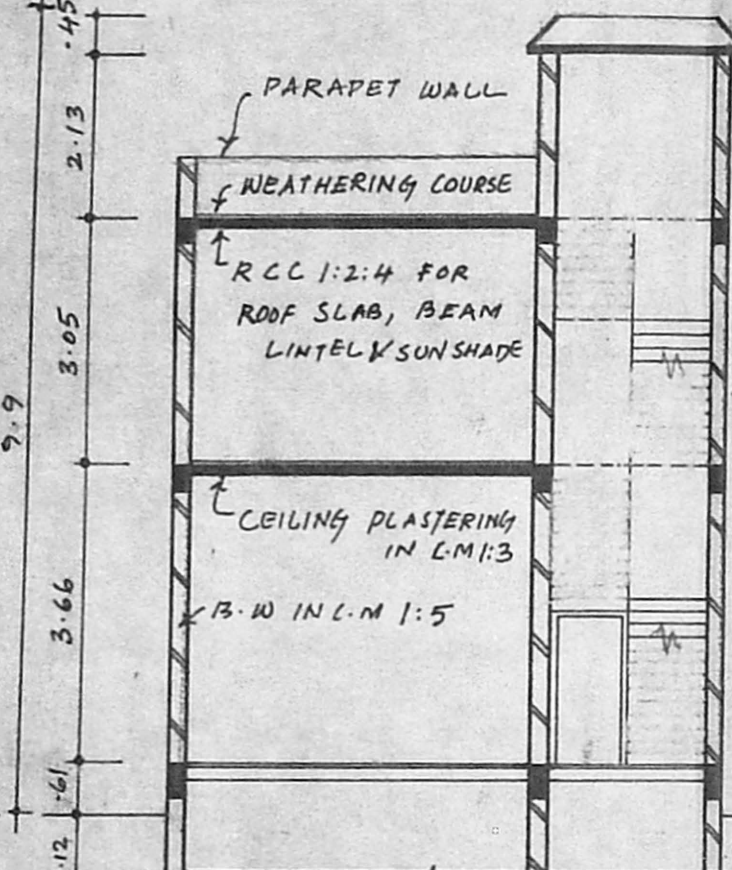 .45
2.13
PARAPET WALL
WEATHERING COURSE
RCC 1:2:4 FOR
ROOF SLAB, BEAM
LINTEL & SUNSHADE
3.05
9.9
CEILING PLASTERING
IN C.M 1:3
3.66
B.W IN C.M 1:5
.61
.12